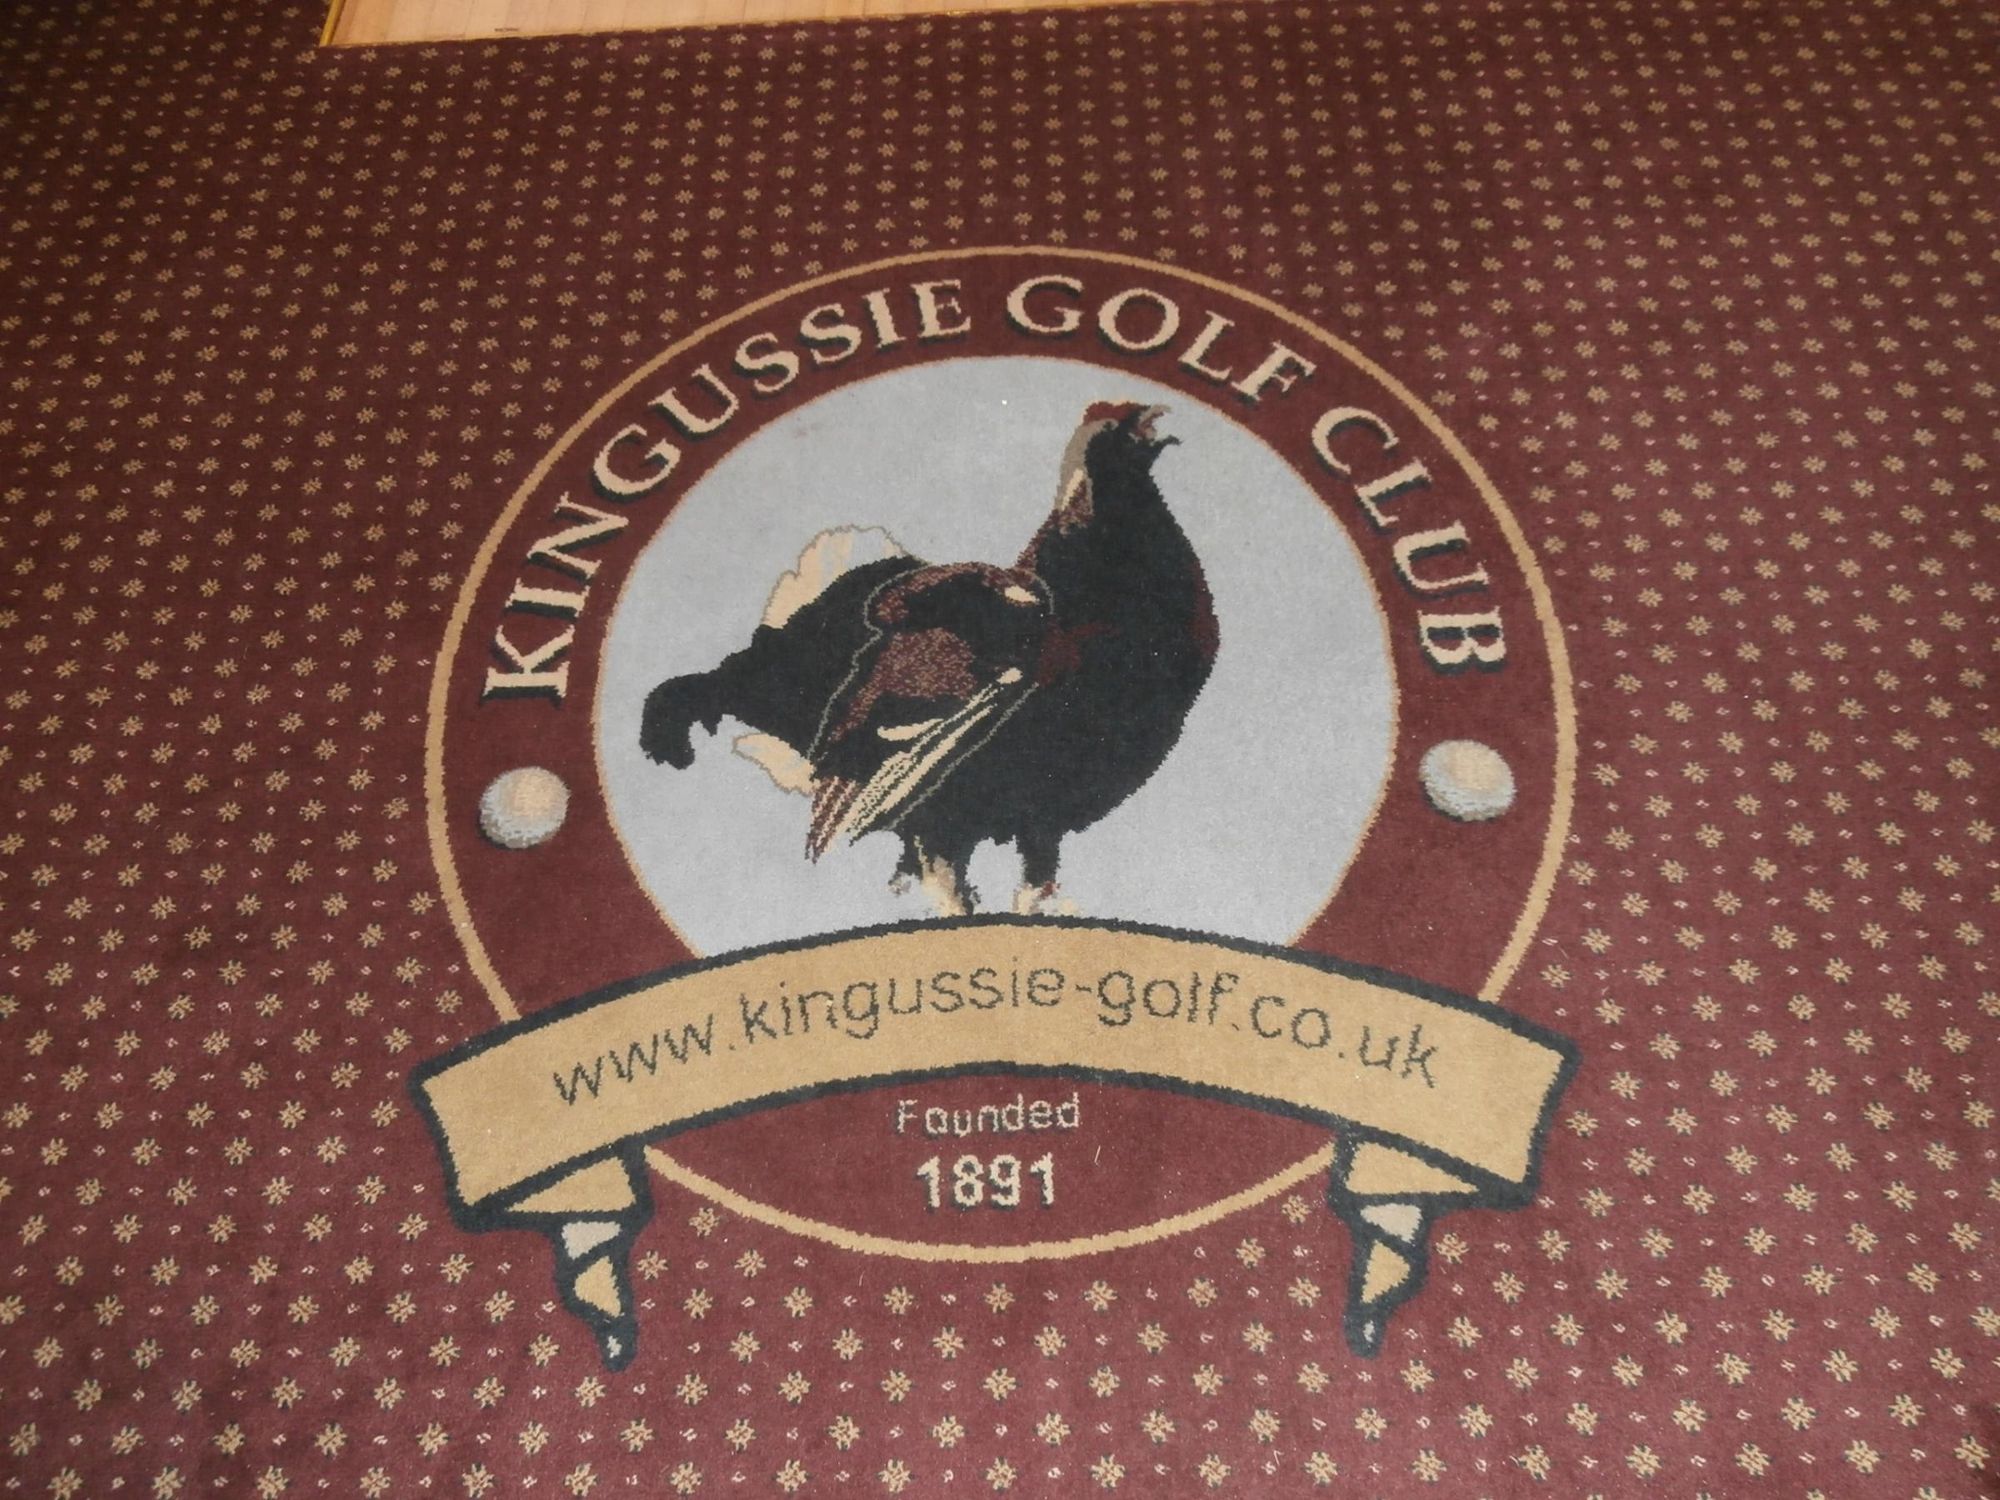 KINGUSSIE GOLF CLUB
www.kingussie-golf.co.uk
Founded
1891